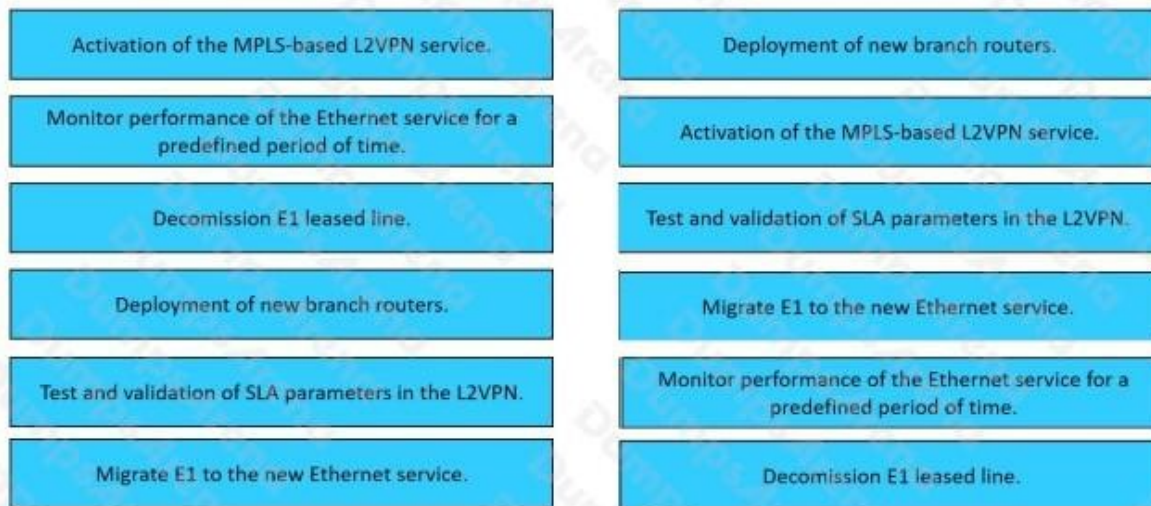 Activation of the MPLS-based L2VPN service.
Monitor performance of the Ethernet service for a
predefined period of time.
Decomission E1 leased line.
Deployment of new branch routers.
Test and validation of SLA parameters in the L2VPN.
Migrate E1 to the new Ethernet service.
Deployment of new branch routers.
Activation of the MPLS-based L2VPN service.
Test and validation of SLA parameters in the L2VPN.
Migrate E1 to the new Ethernet service.
Monitor performance of the Ethernet service for a
predefined period of time.
Decomission E1 leased line.